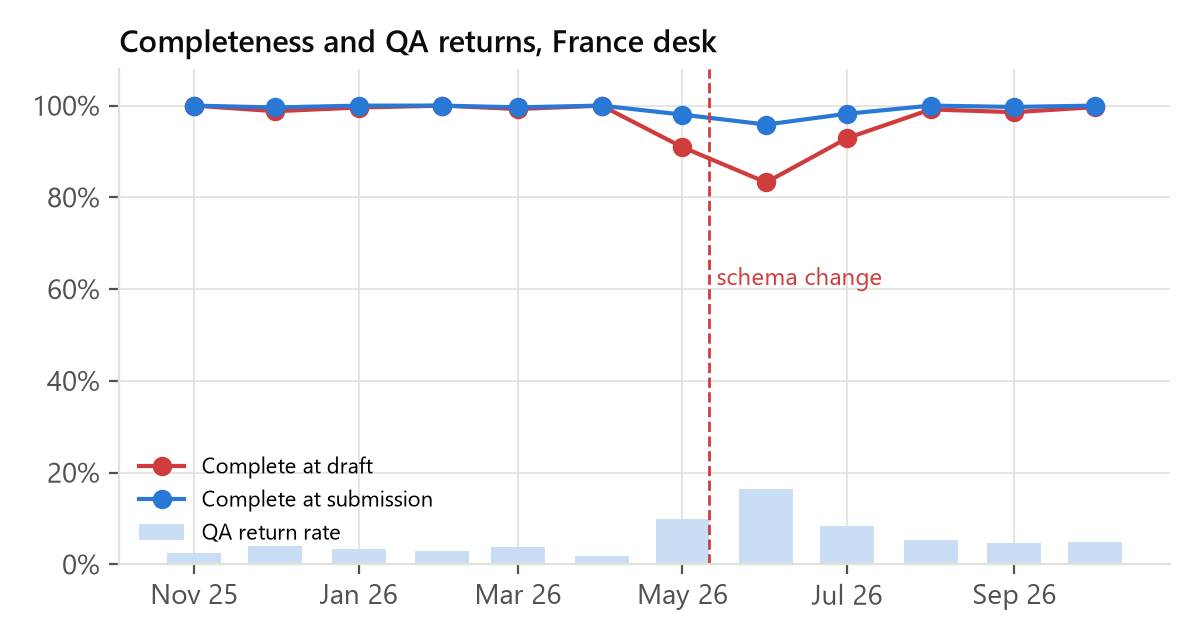 Completeness and QA returns, France desk
100%
80%
60%
40%
20%
0%
schema change
Complete at draft
Complete at submission
QA return rate
Nov 25
Jan 26
Mar 26
May 26
Jul 26
Sep 26